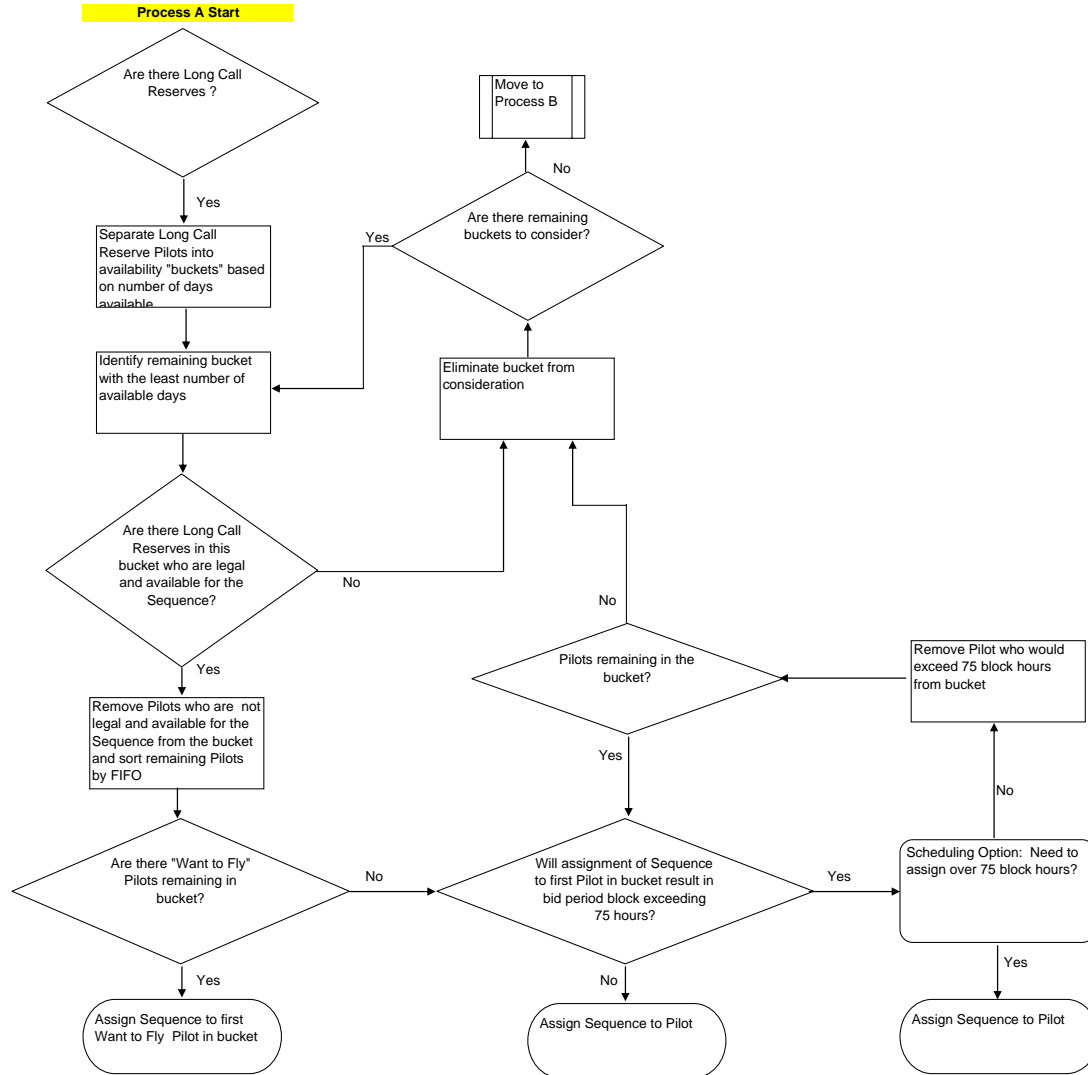 Process A Start
Are there Long Call
Reserves ?
Yes
Separate Long Call
Reserve Pilots into
availability "buckets" based
on number of days
available
Identify remaining bucket
with the least number of
available days
Are there Long Call
Reserves in this
bucket who are legal
and available for the
Sequence?
No
Yes
Remove Pilots who are not
legal and available for the
Sequence from the bucket
and sort remaining Pilots
by FIFO
Are there "Want to Fly"
Pilots remaining in
bucket?
No
Yes
Assign Sequence to first
Want to Fly Pilot in bucket
Move to
Process B
No
Are there remaining
buckets to consider?
Yes
Eliminate bucket from
consideration
No
Pilots remaining in the
bucket?
Yes
Will assignment of Sequence
to first Pilot in bucket result in
bid period block exceeding
75 hours?
Yes
No
Assign Sequence to Pilot
Remove Pilot who would
exceed 75 block hours
from bucket
No
Scheduling Option: Need to
assign over 75 block hours?
Yes
Assign Sequence to Pilot